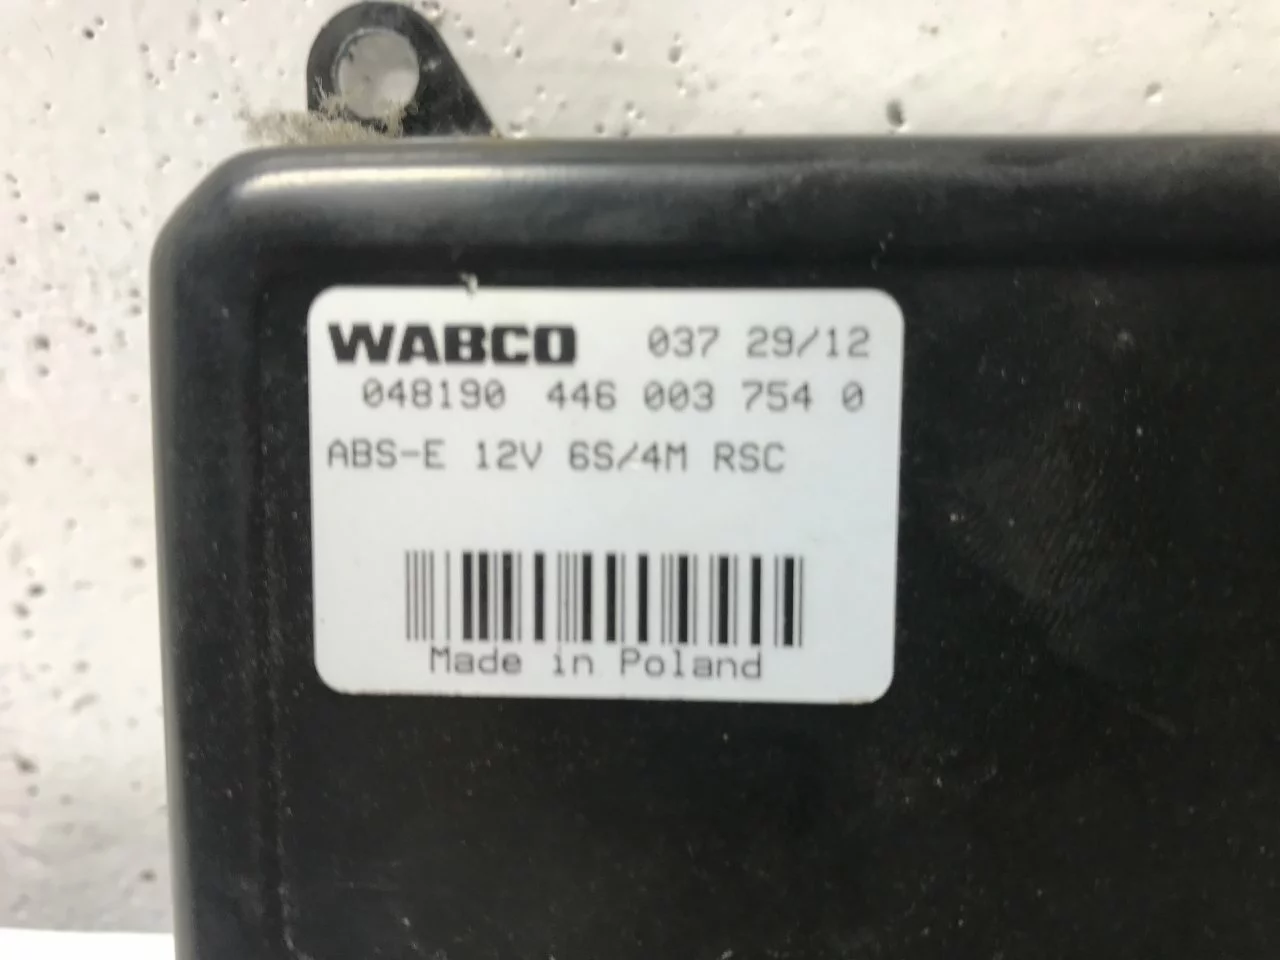 WABCO 037 29/12
048190 446 003 754 0
ABS-E 12V 6S/4M RSC
Made in Poland